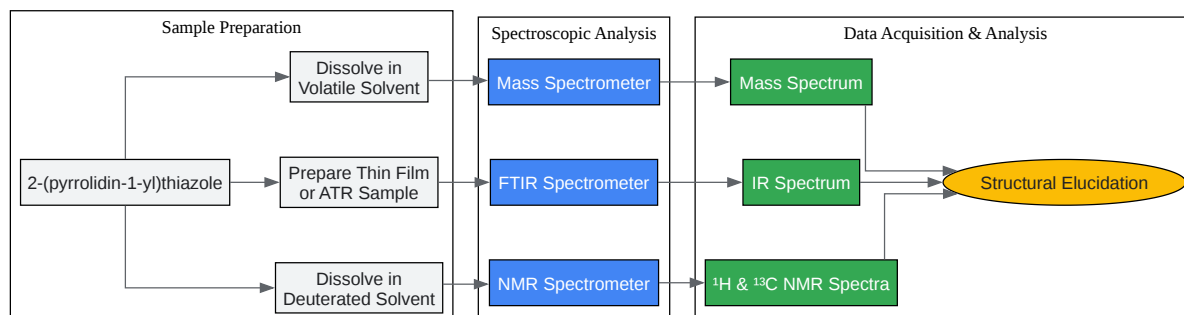 Sample Preparation
Spectroscopic Analysis
Data Acquisition & Analysis
Dissolve in
Volatile Solvent
Mass Spectrometer
Mass Spectrum
2-(pyrrolidin-1-yl)thiazole
Prepare Thin Film
or ATR Sample
FTIR Spectrometer
IR Spectrum
Structural Elucidation
Dissolve in
Deuterated Solvent
NMR Spectrometer
¹H & ¹³C NMR Spectra